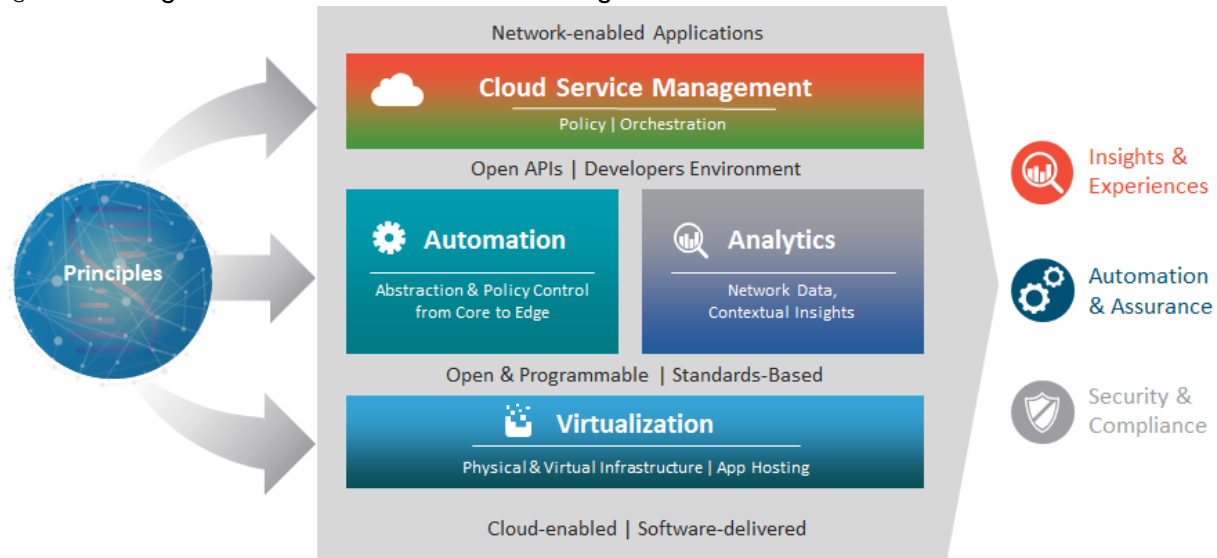 Network-enabled Applications
Cloud Service Management
Policy | Orchestration
Open APIs | Developers Environment
Principles
Automation
Abstraction & Policy Control
from Core to Edge
Analytics
Network Data,
Contextual Insights
Open & Programmable | Standards-Based
Virtualization
Physical & Virtual Infrastructure | App Hosting
Cloud-enabled | Software-delivered
Insights &
Experiences
Automation
& Assurance
Security &
Compliance